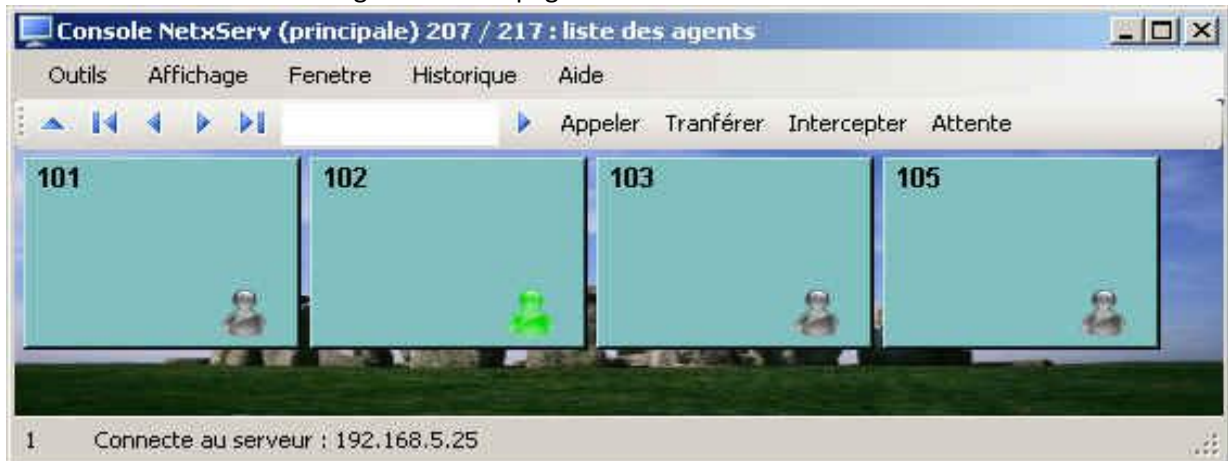 Console NetxServ (principale) 207 / 217 : liste des agents
Outils Affichage Fenetre Historique Aide
Appeler Tranférer Intercepter Attente
101 102 103 105
1 Connecte au serveur : 192.168.5.25